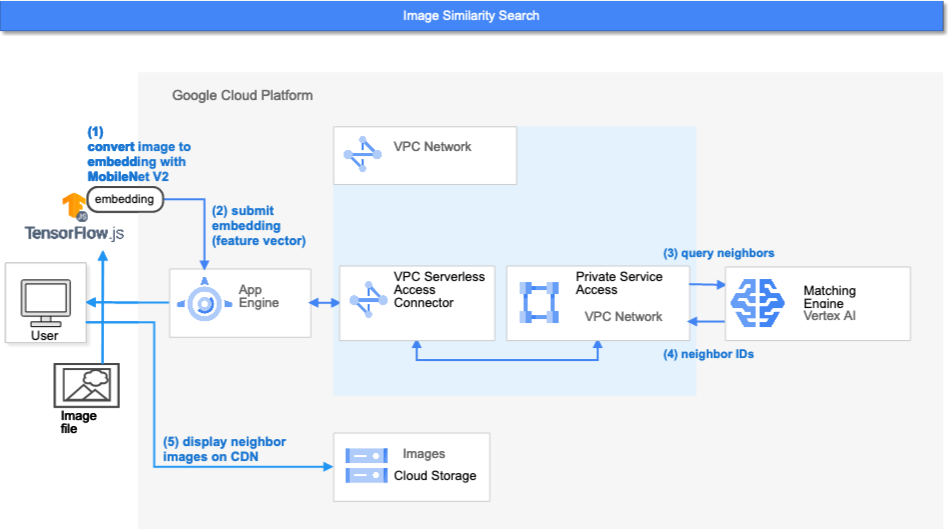 Image Similarity Search
Google Cloud Platform
(1)
convert image to
embedding with
MobileNet V2
embedding
JS
TensorFlow.js
(2) submit
embedding
(feature vector)
VPC Network
App
Engine
VPC Serverless
Access
Connector
Private Service
Access
VPC Network
(3) query neighbors
Matching
Engine
Vertex AI
(4) neighbor IDs
User
Image
file
(5) display neighbor
images on CDN
Images
Cloud Storage